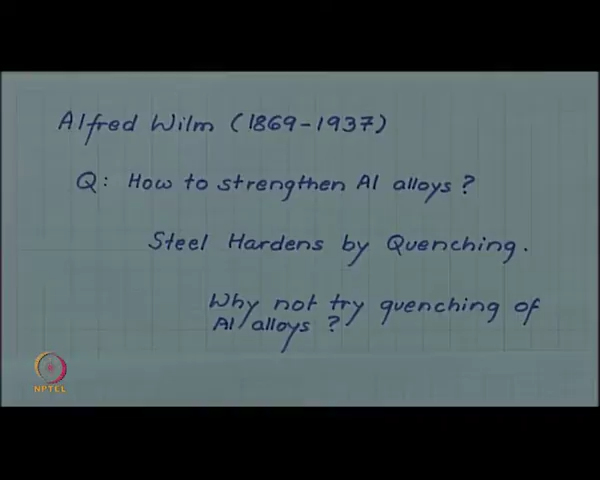 Alfred Wilm (1869-1937)
Q: How to strengthen Al alloys?
Steel Hardens by Quenching.
Why not try quenching of
Al alloys?
NPTEL